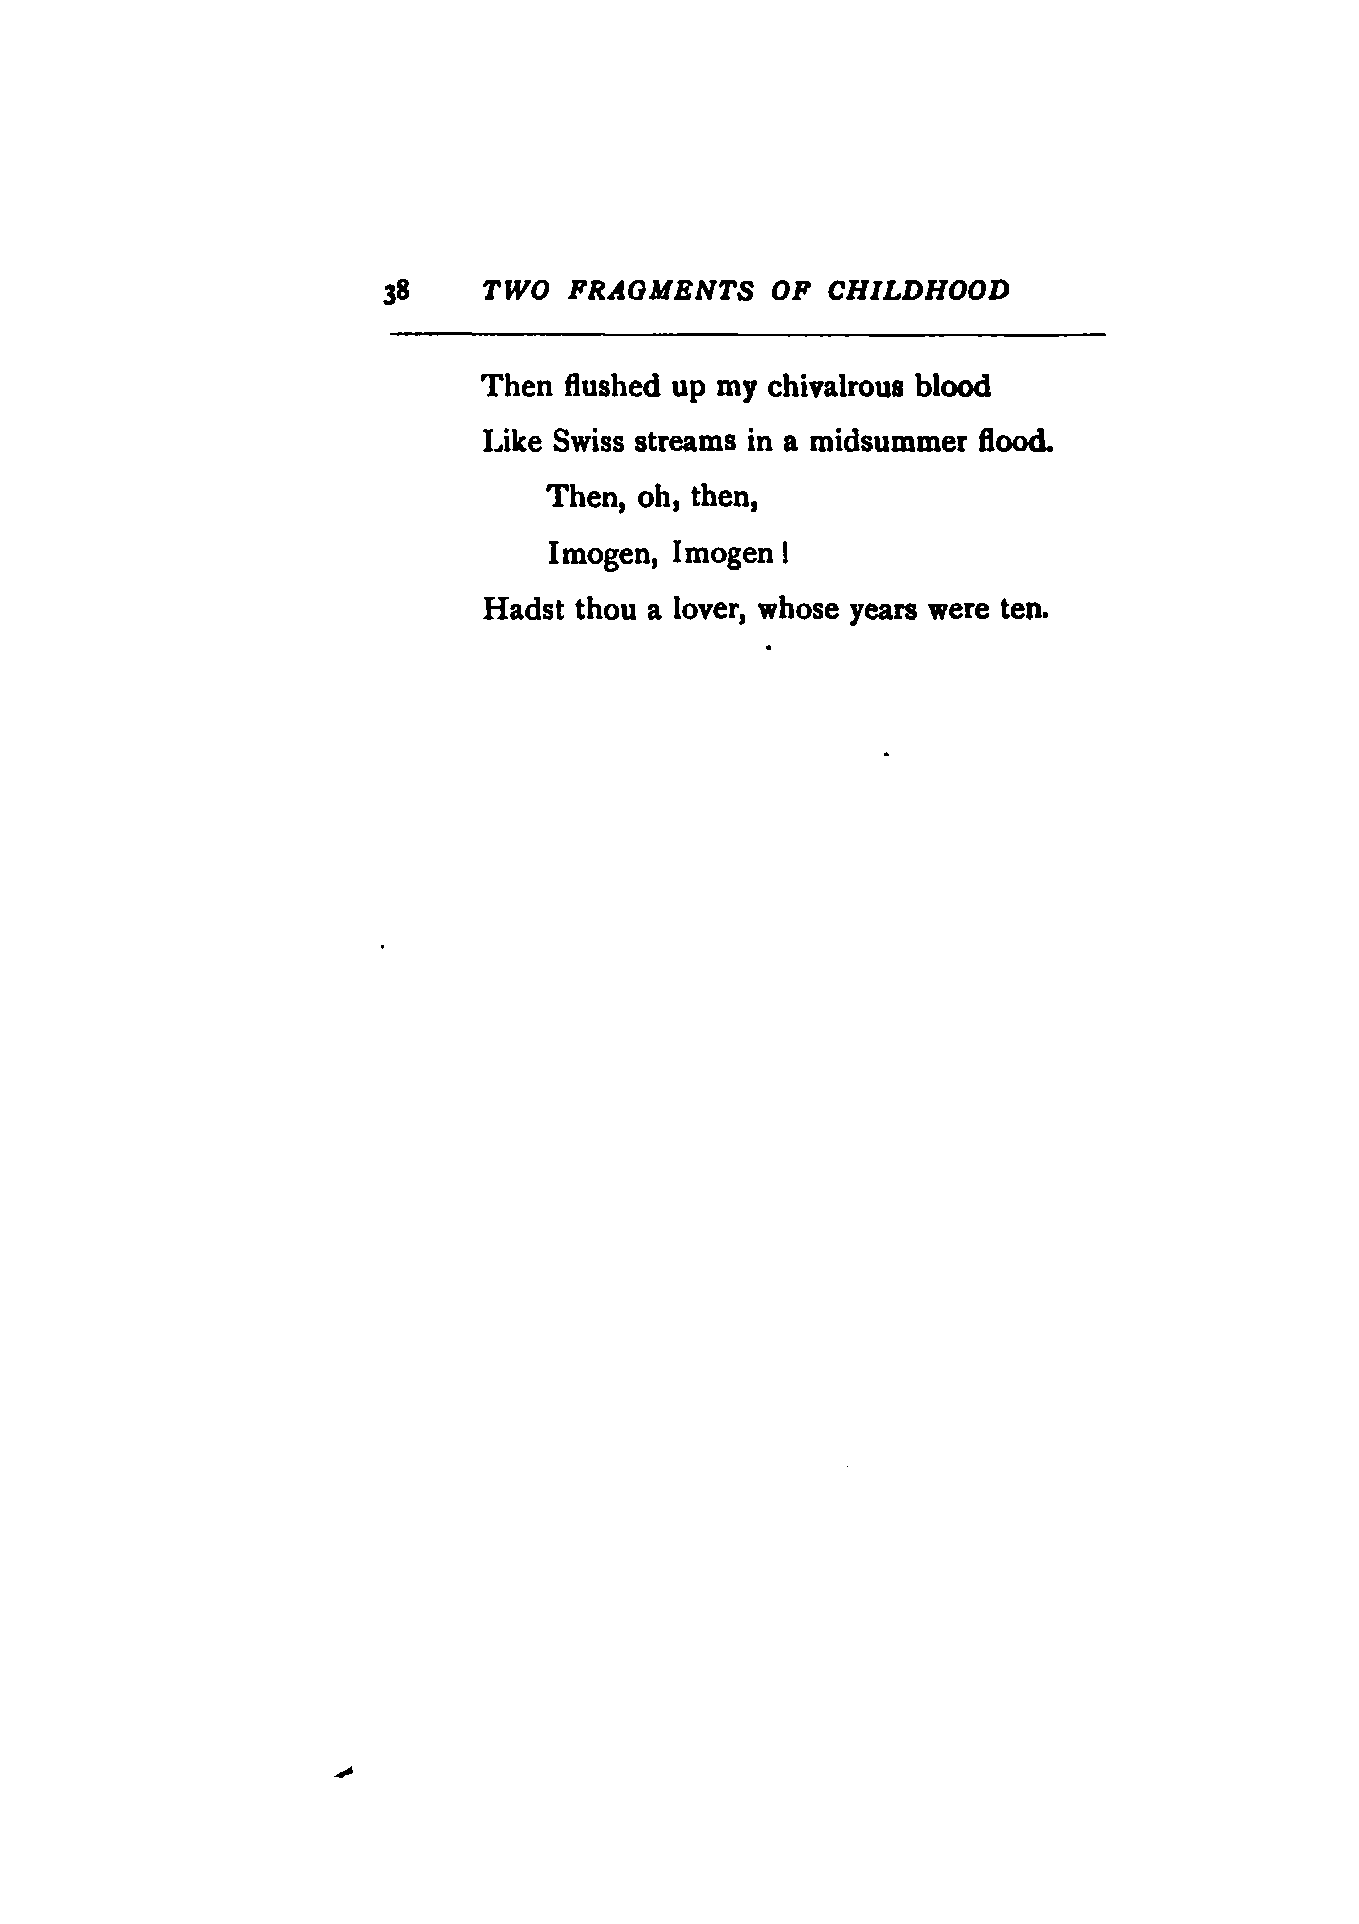 38 TWO FRAGMENTS OF CHILDHOOD
Then flushed up my chivalrous blood
Like Swiss streams in a midsummer flood.
Then, oh, then,
Imogen, Imogen !
Hadst thou a lover, whose years were ten.